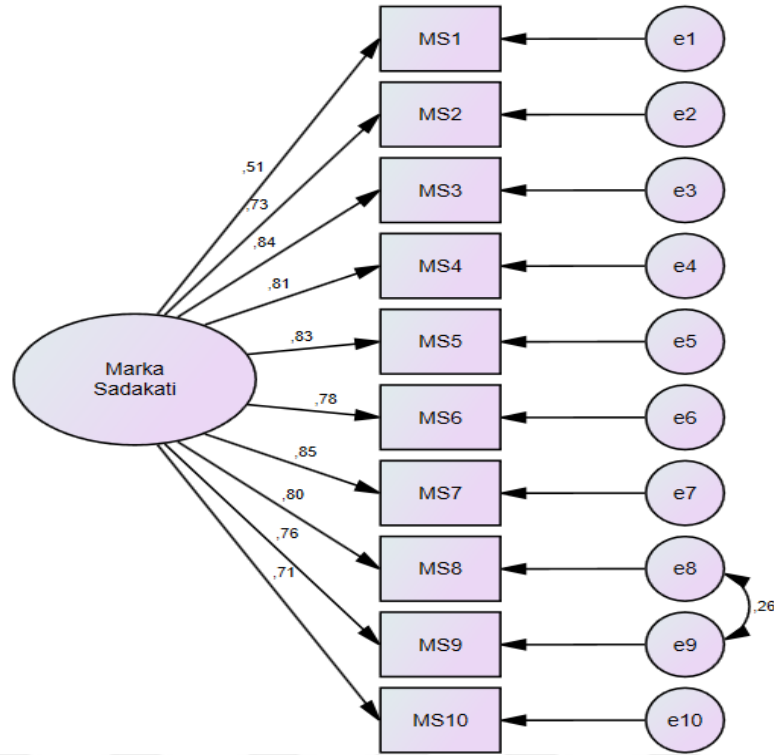 MS1
e1
MS2
e2
,51
MS3
e3
,73
,84
MS4
e4
,81
,83
MS5
e5
Marka
Sadakati
,78
MS6
e6
,85
MS7
e7
,80
,76
MS8
e8
,71
,26
MS9
e9
MS10
e10